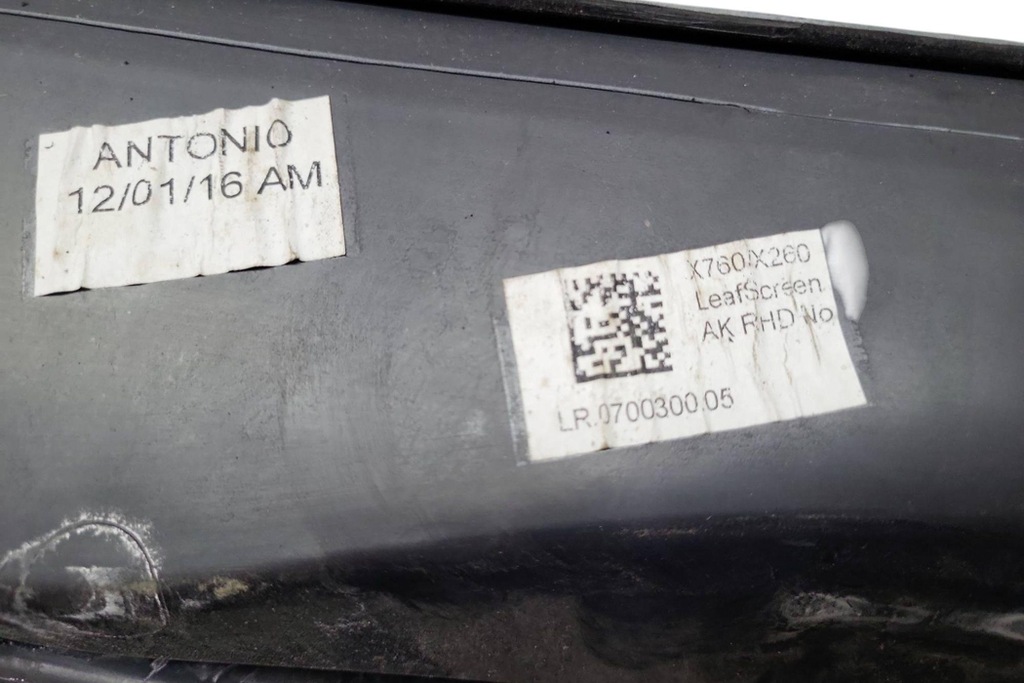 ANTONIO
12/01/16 AM
X760/X260
LeafScreen
AK RHD No
LR.0700300.05